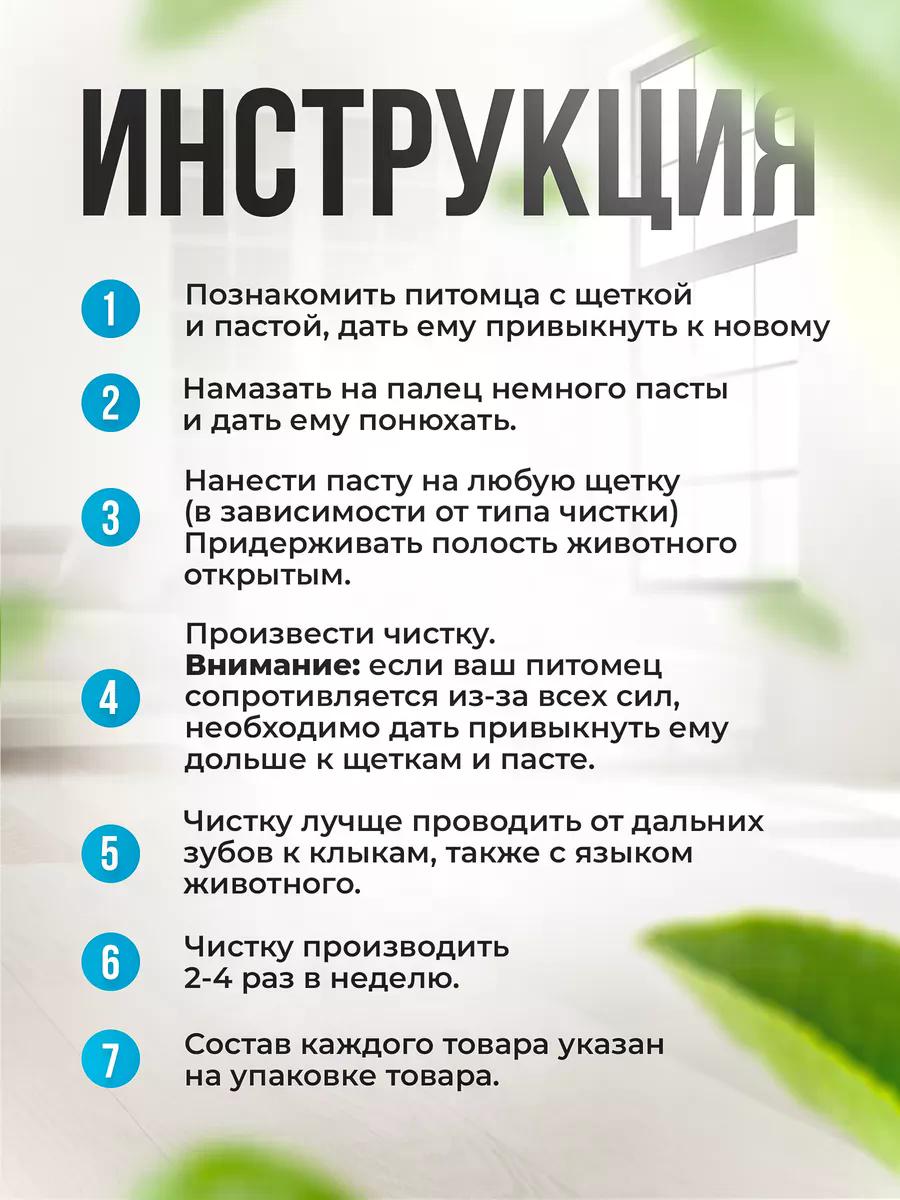 ИНСТРУКЦИЯ
1
Познакомить питомца с щеткой
и пастой, дать ему привыкнуть к новому
2
Намазать на палец немного пасты
и дать ему понюхать.
3
Нанести пасту на любую щетку
(в зависимости от типа чистки)
Придерживать полость животного
открытым.
4
Произвести чистку.
Внимание: если ваш питомец
сопротивляется из-за всех сил,
необходимо дать привыкнуть ему
дольше к щеткам и пасте.
5
Чистку лучще проводить от дальних
зубов к клыкам, также с языком
животного.
6
Чистку производить
2-4 раз в неделю.
7
Состав каждого товара указан
на упаковке товара.